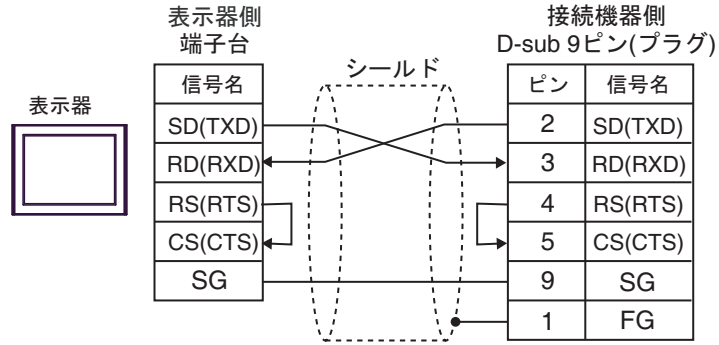 表示器側
端子台
接続機器側
D-sub 9ピン(プラグ)
シールド
表示器
信号名
ピン 信号名
SD(TXD) 2 SD(TXD)
RD(RXD) 3 RD(RXD)
RS(RTS) 4 RS(RTS)
CS(CTS) 5 CS(CTS)
SG 9 SG
1 FG